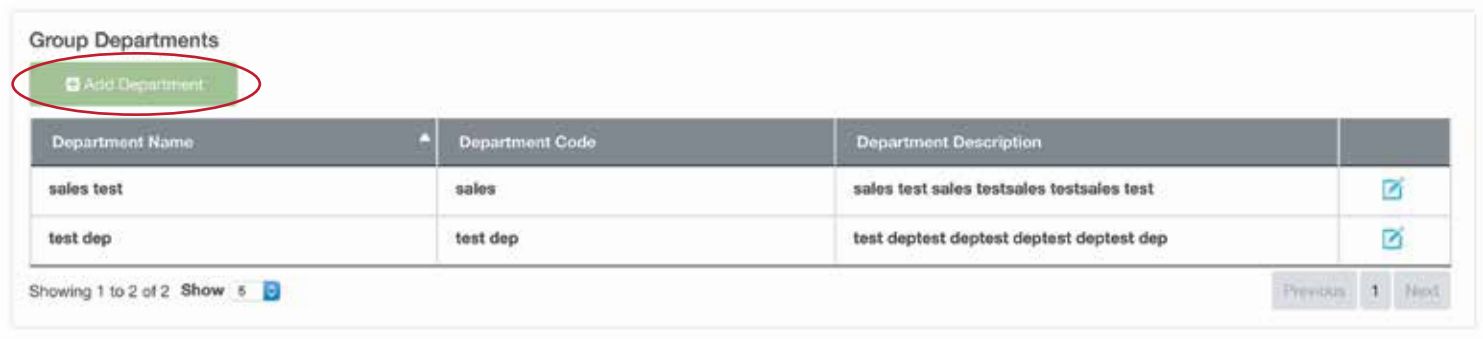 Group Departments
Add Department
Department Name Department Code Department Description
sales test sales sales test sales testsales testsales test
test dep test dep test deptest deptest deptest deptest dep
Showing 1 to 2 of 2 Show 5 Previous 1 Next